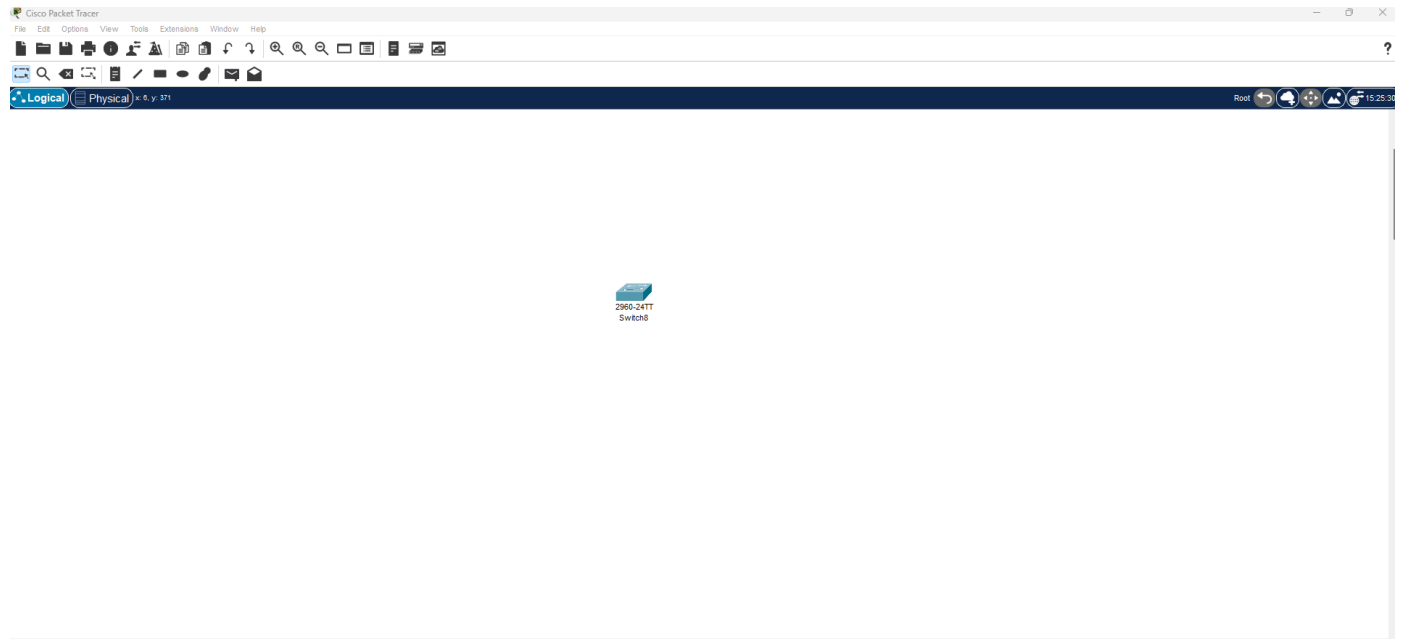 Cisco Packet Tracer
File Edit Options View Tools Extensions Window Help
?
Logical Physical x: 6, y: 371 Root 15:25:30
2960-24TT
Switch8